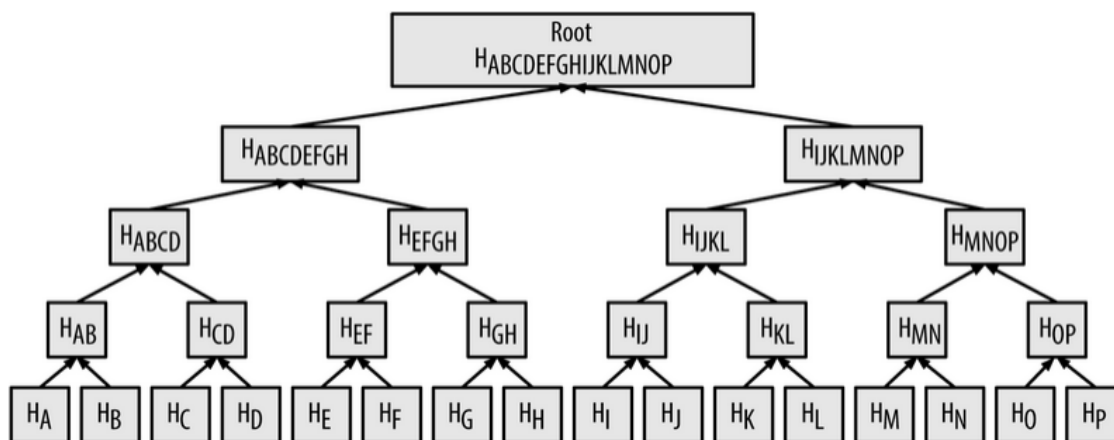 Root
HABCDEFGHIJKLMNOP
HABCDEFGH HIJKLMNOP
HABCD HEFGH HIJKL HMNOP
HAB HCD HEF HGH HIJ HKL HMN HOP
HA HB HC HD HE HF HG HH HI HJ HK HL HM HN HO HP